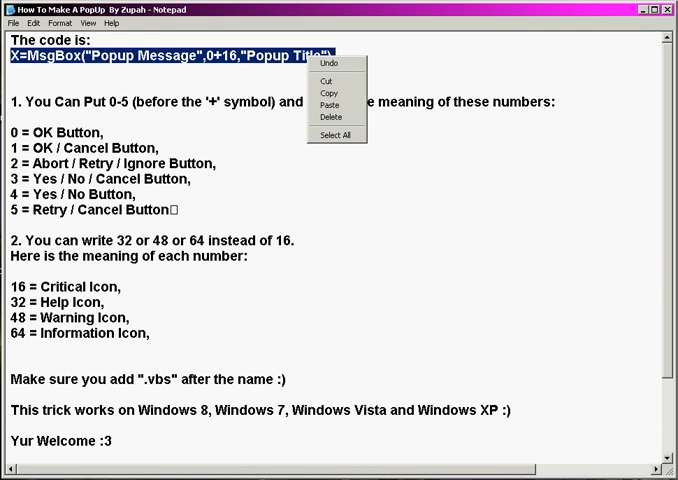 How To Make A PopUp By Zupah - Notepad
File Edit Format View Help
The code is:
X=MsgBox("Popup Message",0+16,"Popup Title")
Undo
Cut
Copy
Paste
Delete
Select All
1. You Can Put 0-5 (before the '+' symbol) and e meaning of these numbers:
0 = OK Button,
1 = OK / Cancel Button,
2 = Abort / Retry / Ignore Button,
3 = Yes / No / Cancel Button,
4 = Yes / No Button,
5 = Retry / Cancel Button
2. You can write 32 or 48 or 64 instead of 16.
Here is the meaning of each number:
16 = Critical Icon,
32 = Help Icon,
48 = Warning Icon,
64 = Information Icon,
Make sure you add ".vbs" after the name :)
This trick works on Windows 8, Windows 7, Windows Vista and Windows XP :)
Yur Welcome :3